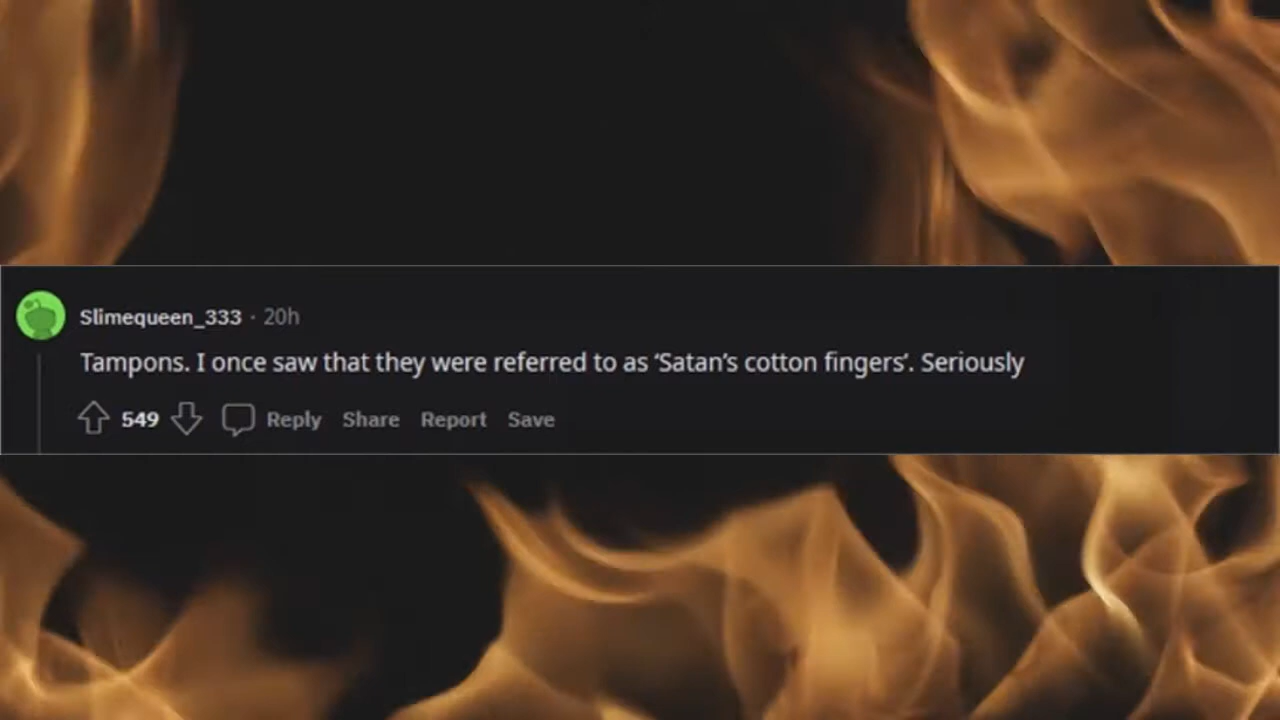 Slimequeen_333 · 20h
Tampons. I once saw that they were referred to as ‘Satan’s cotton fingers’. Seriously
549 Reply Share Report Save